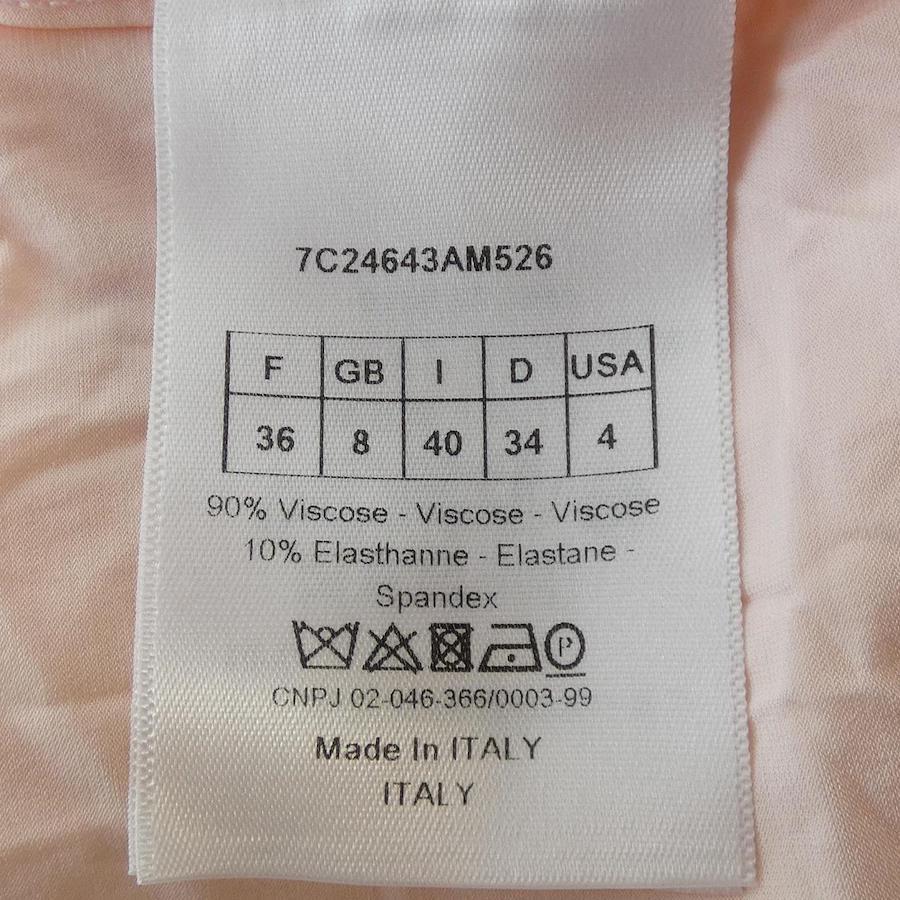 7C24643AM526
F GB I D USA
36 8 40 34 4
90% Viscose - Viscose - Viscose
10% Elasthanne - Elastane -
Spandex
P
CNPJ 02-046-366/0003-99
Made In ITALY
ITALY